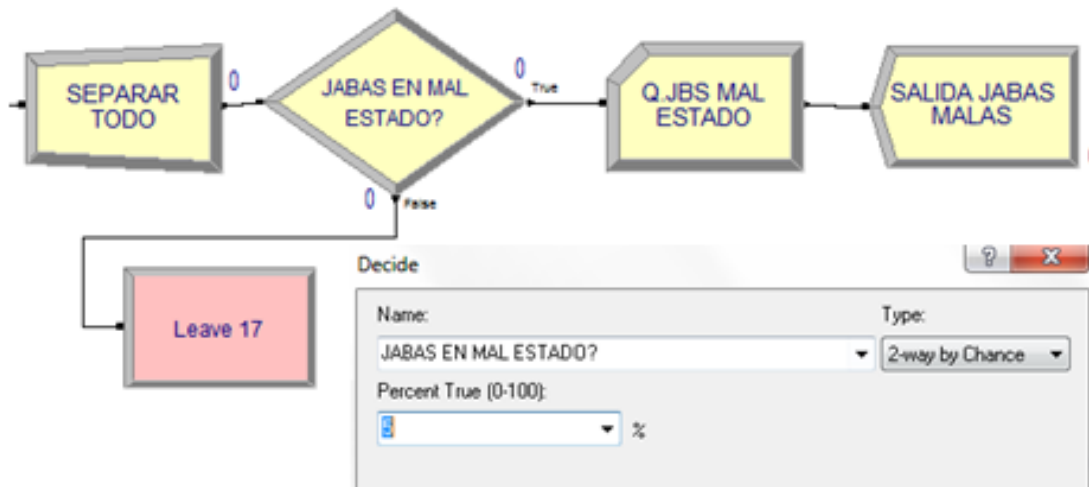 SEPARAR
TODO
0
JABAS EN MAL
ESTADO?
0
True
Q.JBS MAL
ESTADO
SALIDA JABAS
MALAS
0
False
Leave 17
Decide
?
X
Name:
Type:
JABAS EN MAL ESTADO?
2-way by Chance
Percent True (0-100):
5
%